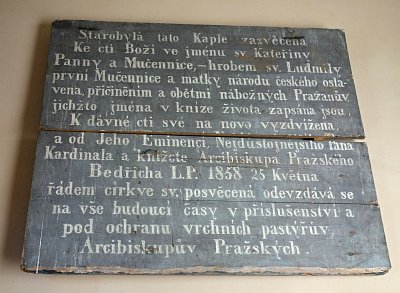 Starobylá tato Kaple zasvěcena
Ke cti Boží ve jménu sv. Kateřiny
Panny a Mučennice,–hrobem sv. Ludmily
první Mučennice a matky národu českého osla-
vena, přičiněním a obětmi nábožných Pražanův
jichžto jména v knize života zapsána jsou.
K dávné cti své na novo vyzdvižena,
a od Jeho Eminencí, Nejdůstojnějšího Pána
Kardinala a Knížete Arcibiskupa Pražského
Bedřicha L.P. 1858 25 Května
řádem církve sv. posvěcená, odevzdává se
na vše budoucí časy v příslušenství a
pod ochranu vrchních pastýřův,
Arcibiskupův Pražských.